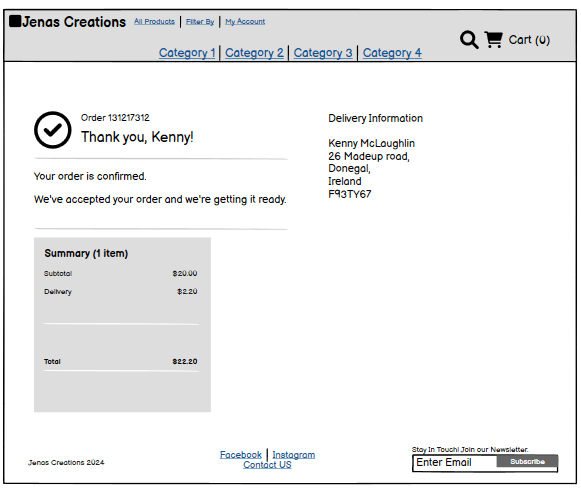 Jenas Creations All Products | Filter By | My Account
Category 1 | Category 2 | Category 3 | Category 4
Cart (0)
Order 131217312
Thank you, Kenny!
Your order is confirmed.
We've accepted your order and we're getting it ready.
Delivery Information
Kenny McLaughlin
26 Madeup road,
Donegal,
Ireland
F93TY67
Summary (1 item)
Subtotal $20.00
Delivery $2.20
Total $22.20
Jenas Creations 2024
Facebook | Instagram
Contact US
Stay In Touch! Join our Newsletter.
Enter Email Subscribe